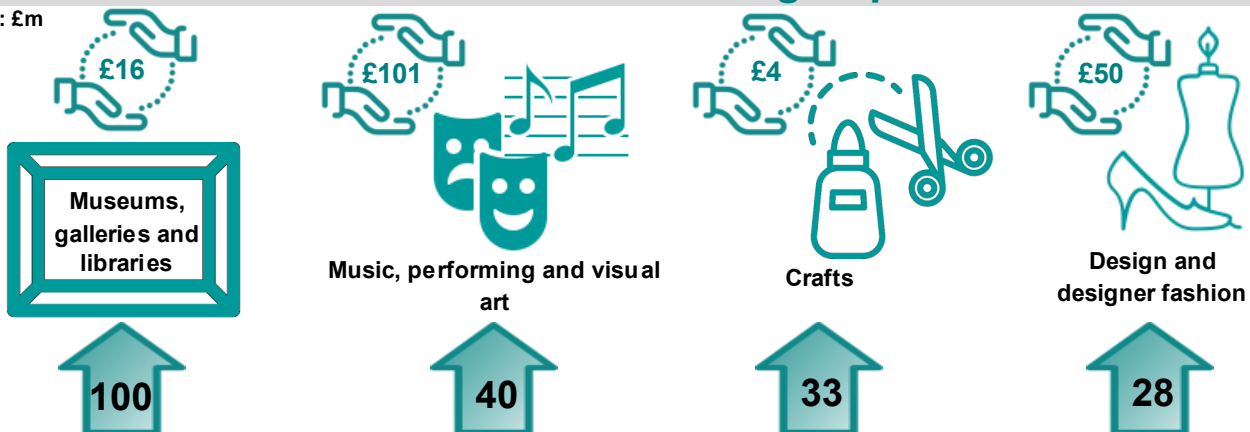 : £m
£16
£101
£4
£50
Museums,
galleries and
libraries
Music, performing and visual
art
Crafts
Design and
designer fashion
100
40
33
28